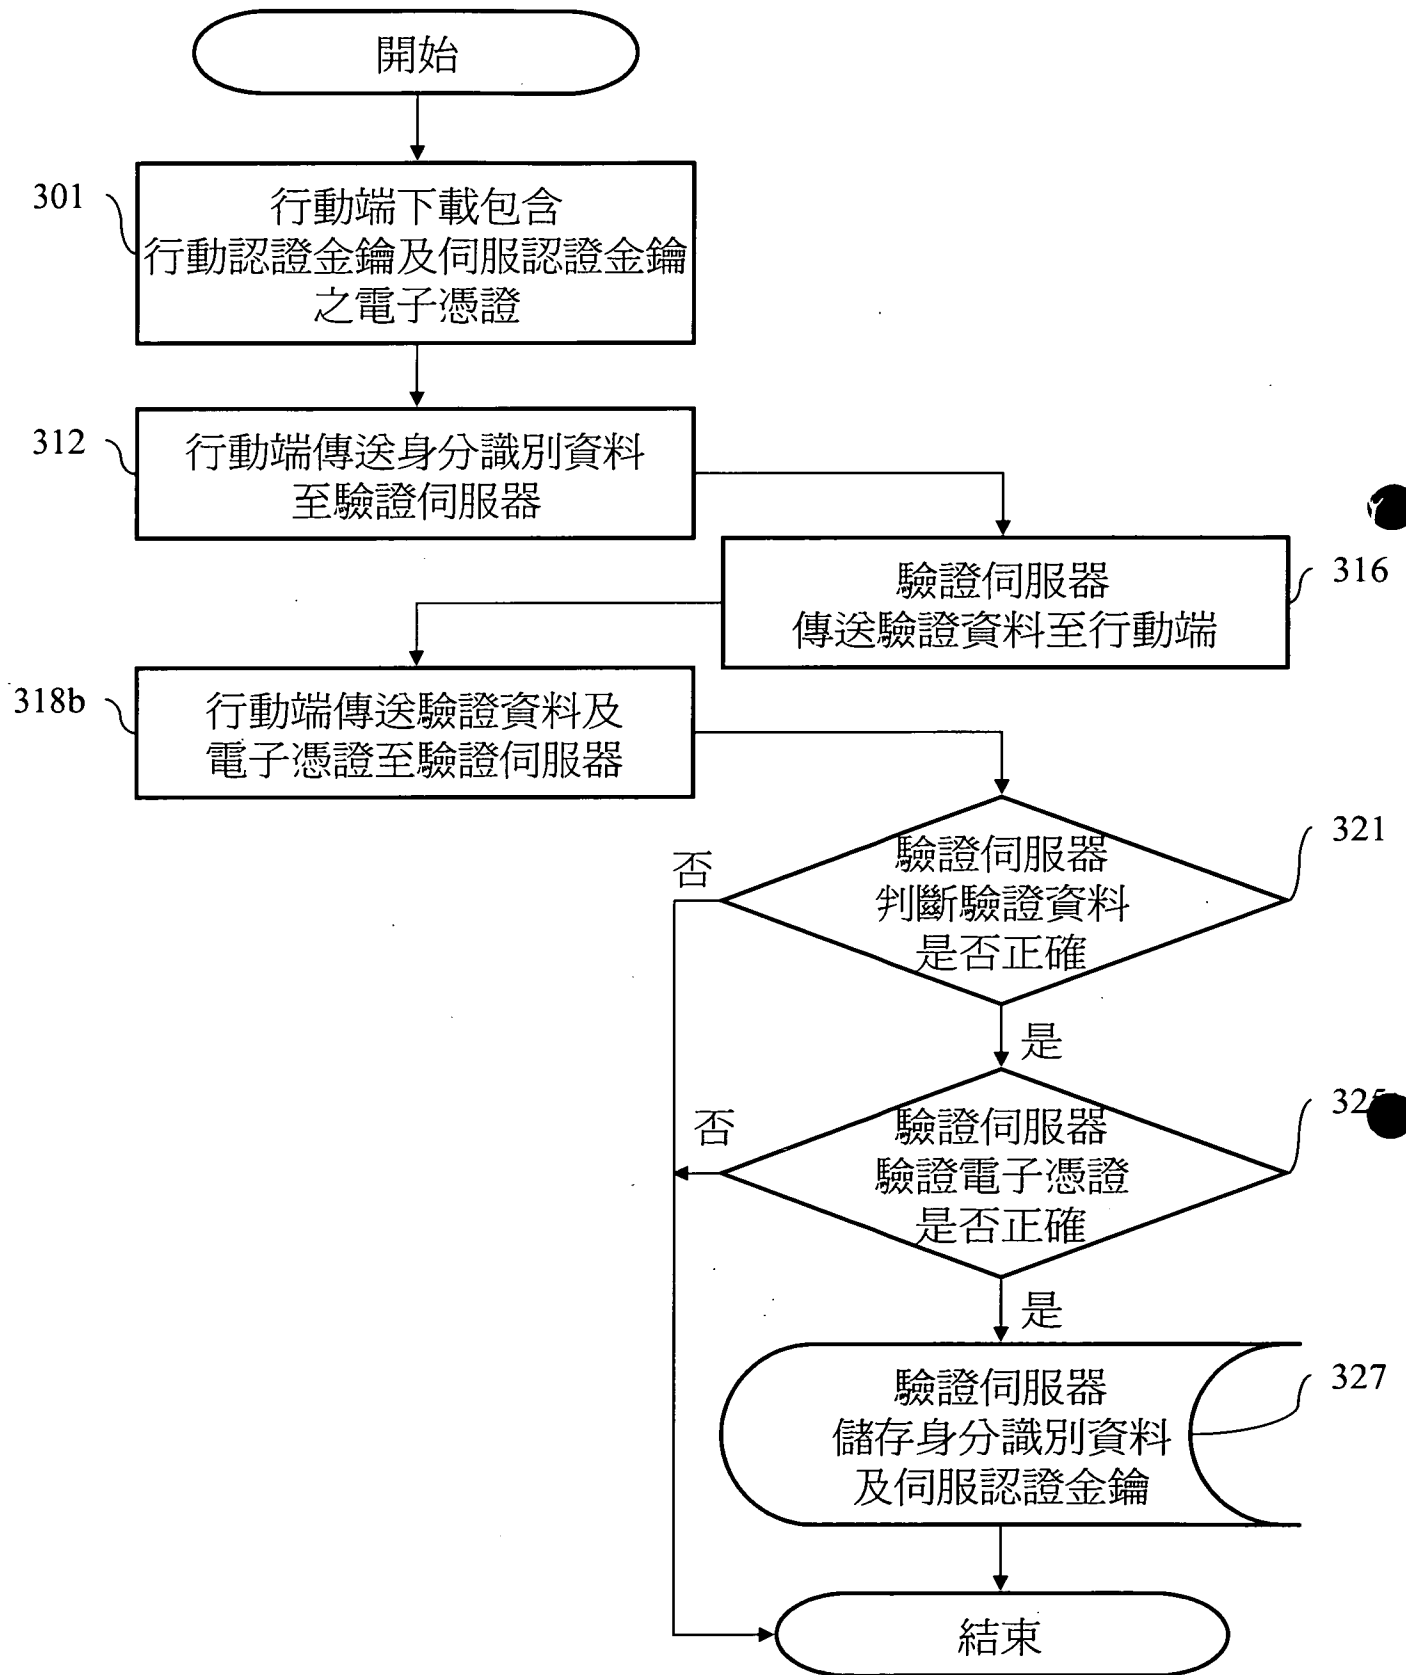 開始
301
行動端下載包含
行動認證金鑰及伺服認證金鑰
之電子憑證
312
行動端傳送身分識別資料
至驗證伺服器
驗證伺服器
傳送驗證資料至行動端
316
318b
行動端傳送驗證資料及
電子憑證至驗證伺服器
驗證伺服器
判斷驗證資料
是否正確
321
否
是
驗證伺服器
驗證電子憑證
是否正確
325
否
是
驗證伺服器
儲存身分識別資料
及伺服認證金鑰
327
結束